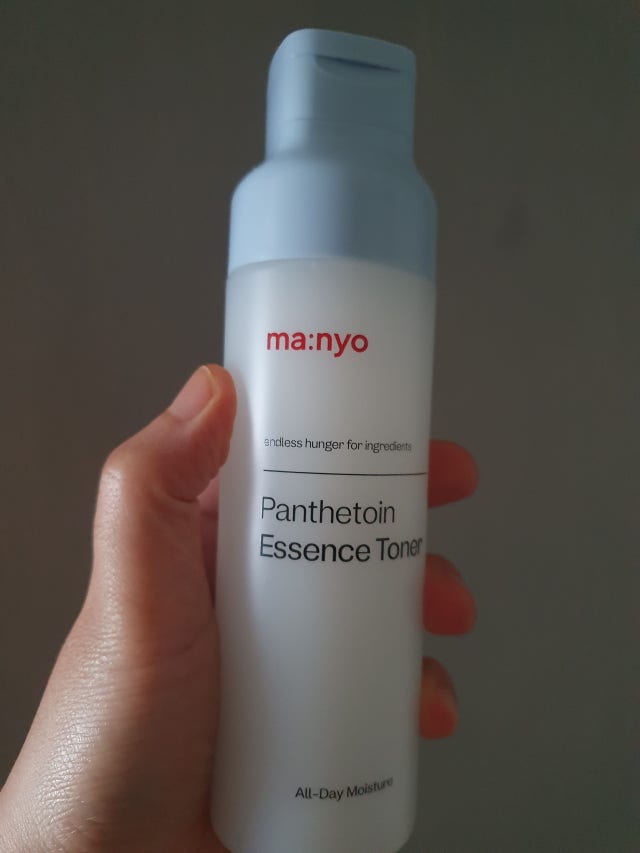 ma:nyo
endless hunger for ingredients
Panthetoin
Essence Toner
All-Day Moisture